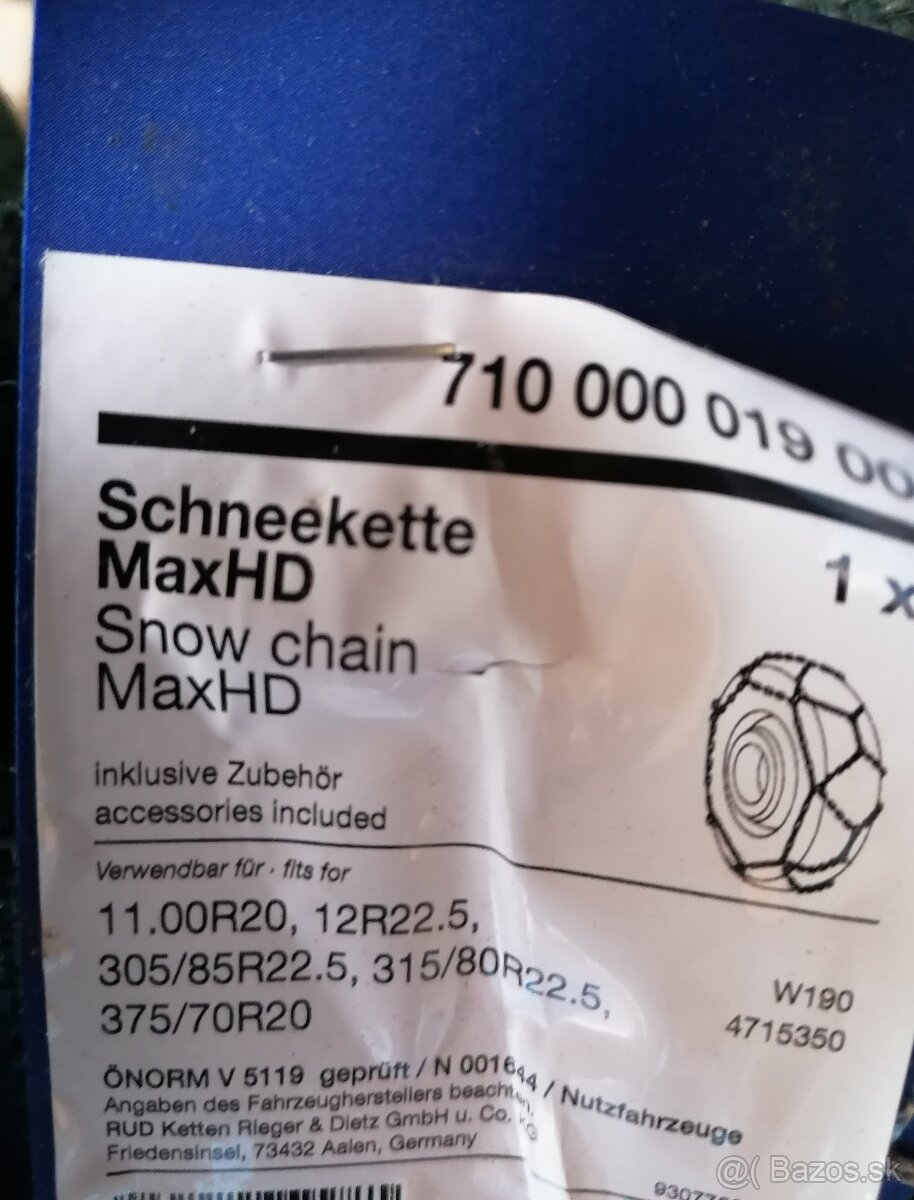 710 000 019 00
Schneekette
MaxHD
1 x
Snow chain
MaxHD
inklusive Zubehör
accessories included
Verwendbar für · fits for
11.00R20, 12R22.5,
305/85R22.5, 315/80R22.5,
375/70R20
W190
4715350
ÖNORM V 5119 geprüft / N 001644 / Nutzfahrzeuge
Angaben des Fahrzeugherstellers beachten.
RUD Ketten Rieger & Dietz GmbH u. Co. KG
Friedensinsel, 73432 Aalen, Germany
@( Bazos.sk